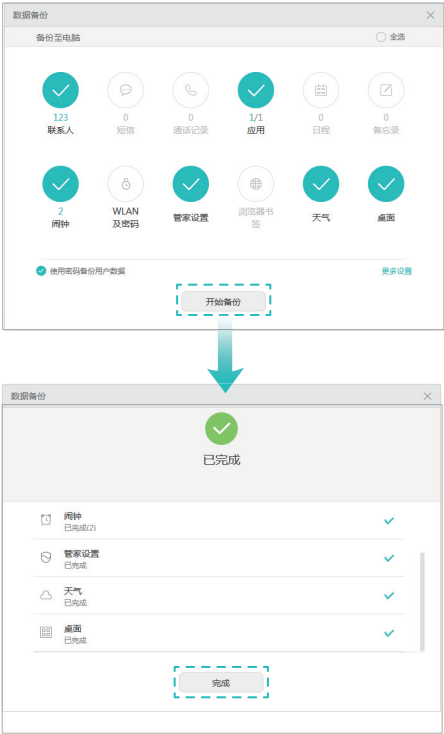 数据备份
备份至电脑
全选
123
联系人
0
短信
0
通话记录
1/1
应用
0
日程
0
备忘录
2
闹钟
WLAN
及密码
管家设置
浏览器书
签
天气
桌面
使用密码备份用户数据
更多设置
开始备份
数据备份
已完成
闹钟
已完成(2)
管家设置
已完成
天气
已完成
桌面
已完成
完成